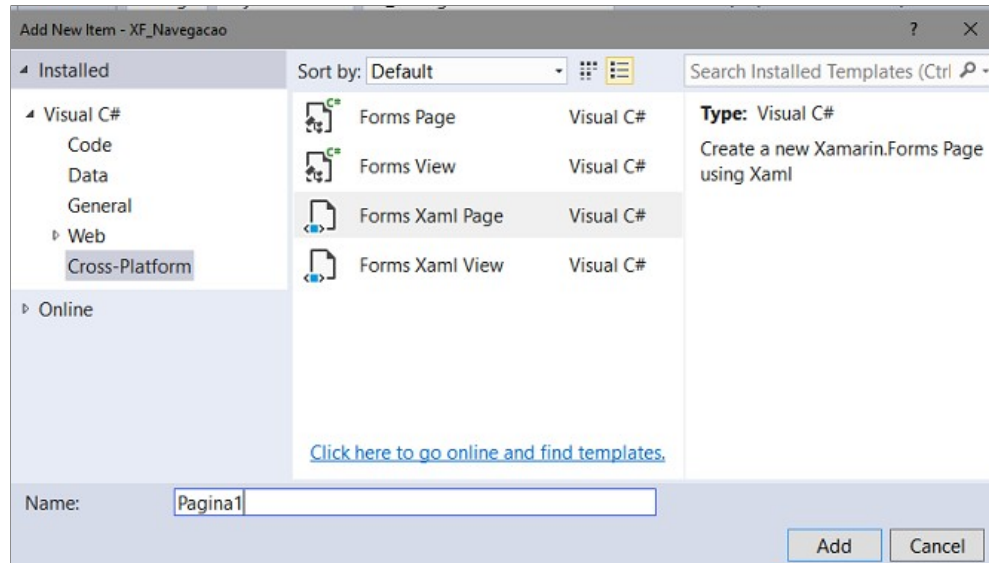 Add New Item - XF_Navegacao
?
Installed
Sort by: Default
Search Installed Templates (Ctrl
Visual C#
Code
Data
General
Web
Cross-Platform
Online
C# Forms Page Visual C#
C# Forms View Visual C#
Forms Xaml Page Visual C#
Forms Xaml View Visual C#
Click here to go online and find templates.
Type: Visual C#
Create a new Xamarin.Forms Page
using Xaml
Name: Pagina1
Add Cancel